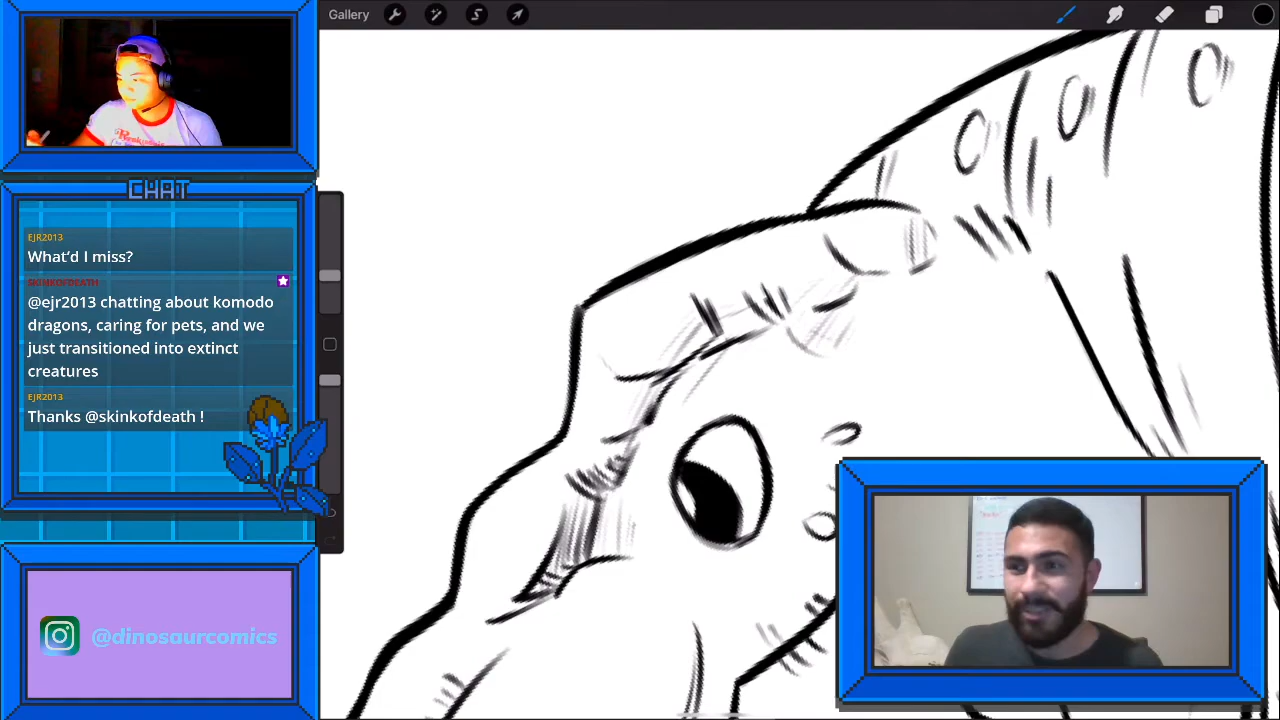 Gallery
CHAT
EJR2013
What'd I miss?
SKINKOFDEATH
@ejr2013 chatting about komodo
dragons, caring for pets, and we
just transitioned into extinct
creatures
EJR2013
Thanks @skinkofdeath !
@dinosaurcomics